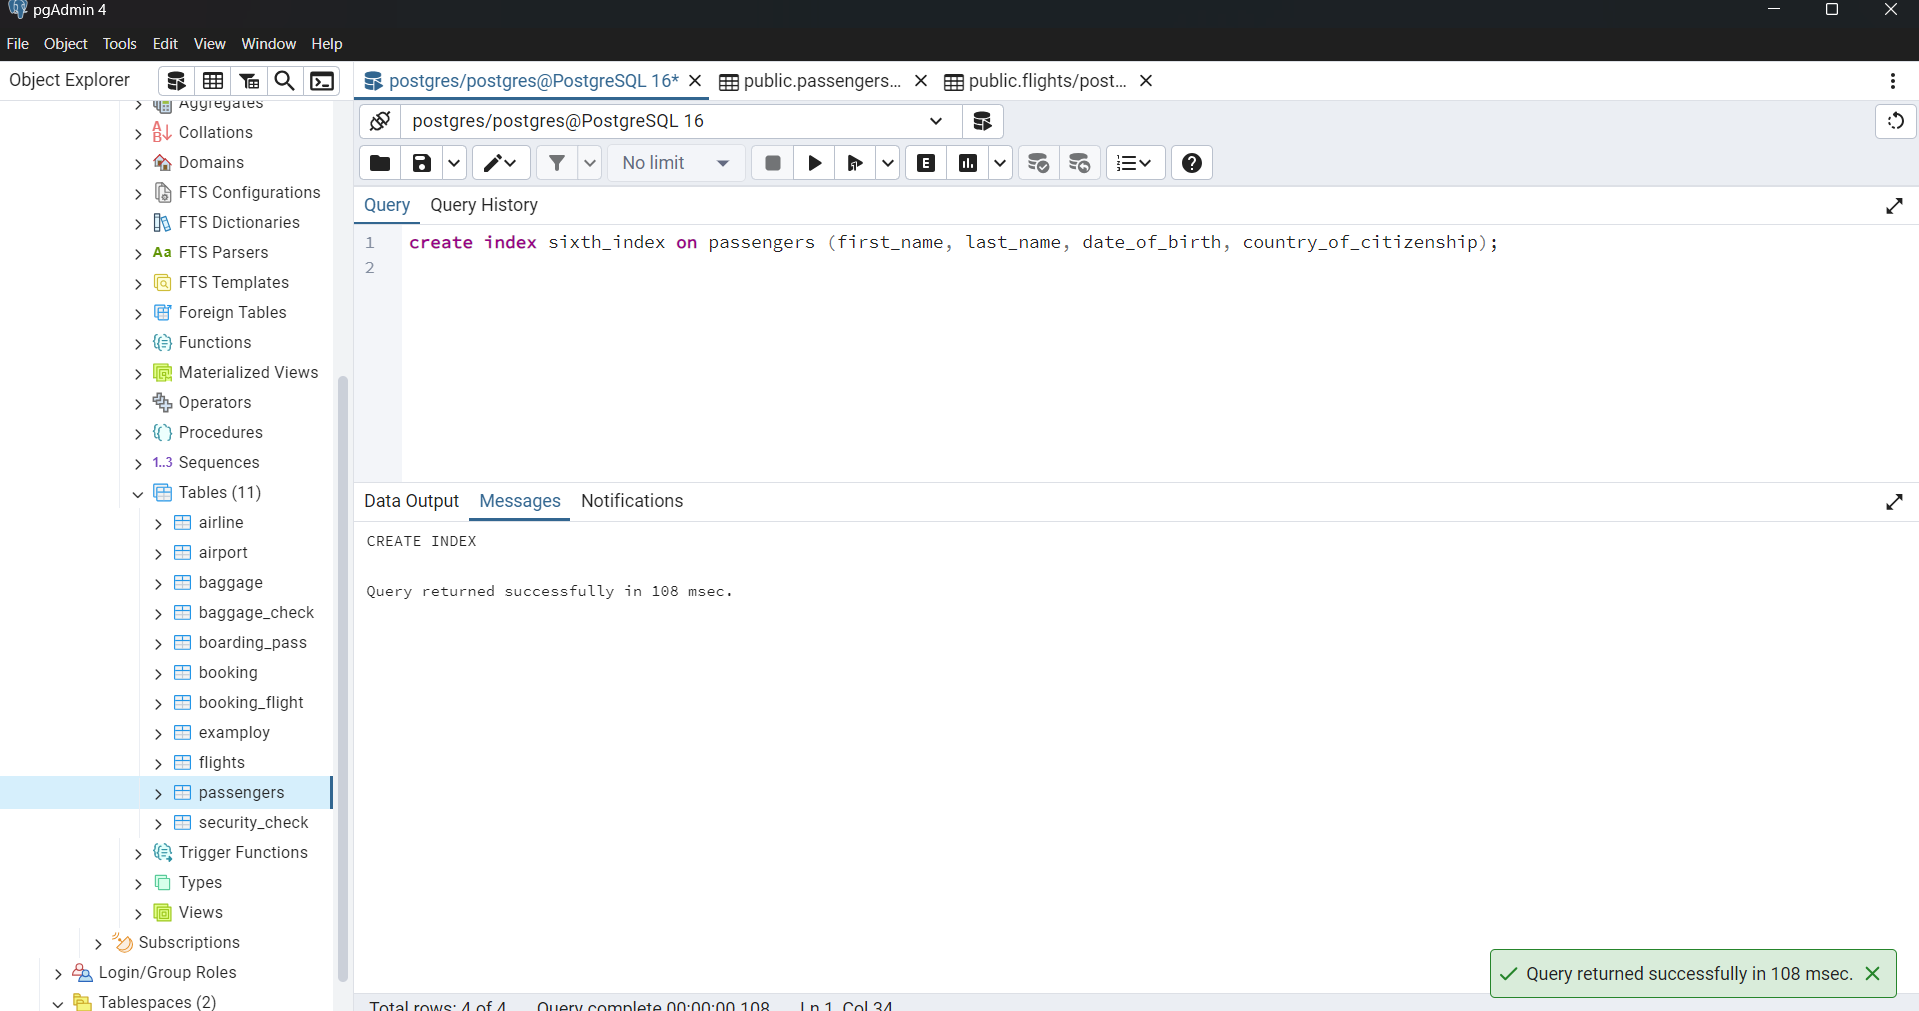 pgAdmin 4
File Object Tools Edit View Window Help
Object Explorer
postgres/postgres@PostgreSQL 16*
public.passengers...
public.flights/post...
postgres/postgres@PostgreSQL 16
No limit
E
Query Query History
1 create index sixth_index on passengers (first_name, last_name, date_of_birth, country_of_citizenship);
2
Aggregates
Collations
Domains
FTS Configurations
FTS Dictionaries
Aa FTS Parsers
FTS Templates
Foreign Tables
Functions
Materialized Views
Operators
Procedures
1..3 Sequences
Tables (11)
airline
airport
baggage
baggage_check
boarding_pass
booking
booking_flight
examploy
flights
passengers
security_check
Trigger Functions
Types
Views
Subscriptions
Login/Group Roles
Tablespaces (2)
Data Output Messages Notifications
CREATE INDEX
Query returned successfully in 108 msec.
Query returned successfully in 108 msec.
Total rows: 4 of 4 Query complete 00:00:00.108 Ln 1, Col 34